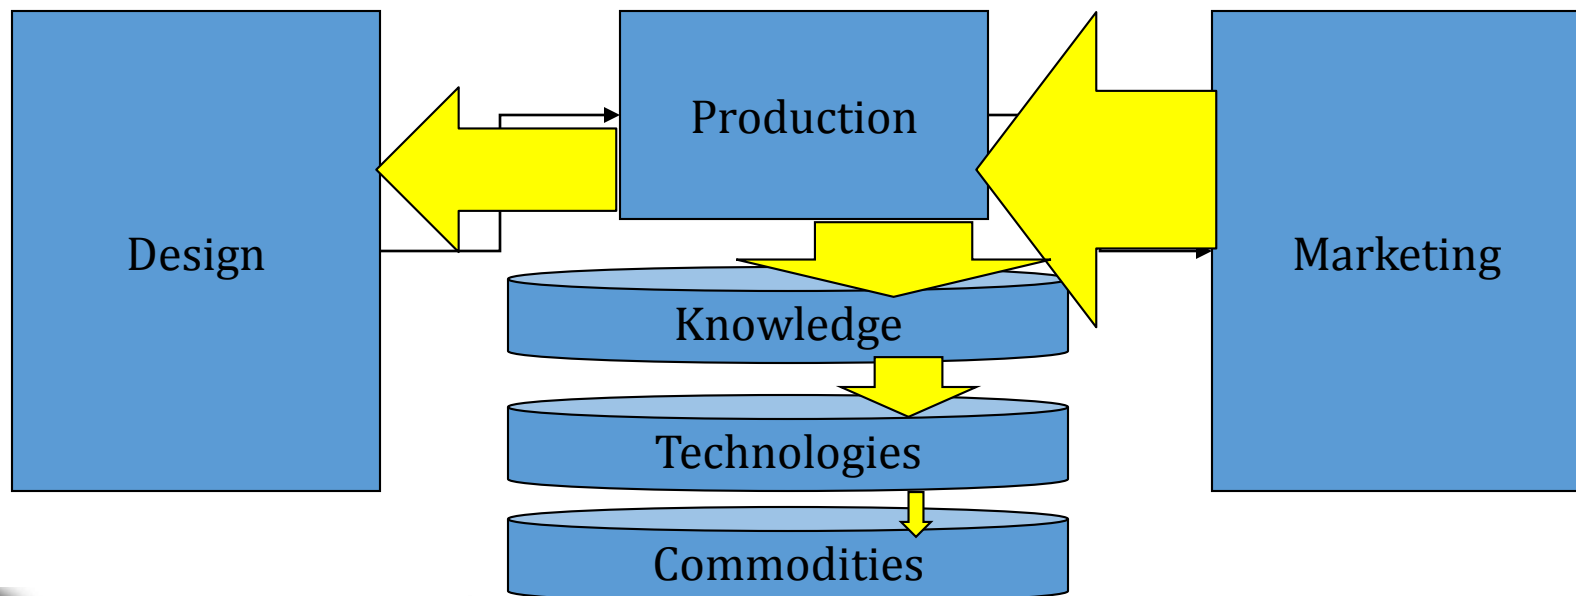 Design
Production
Marketing
Knowledge
Technologies
Commodities